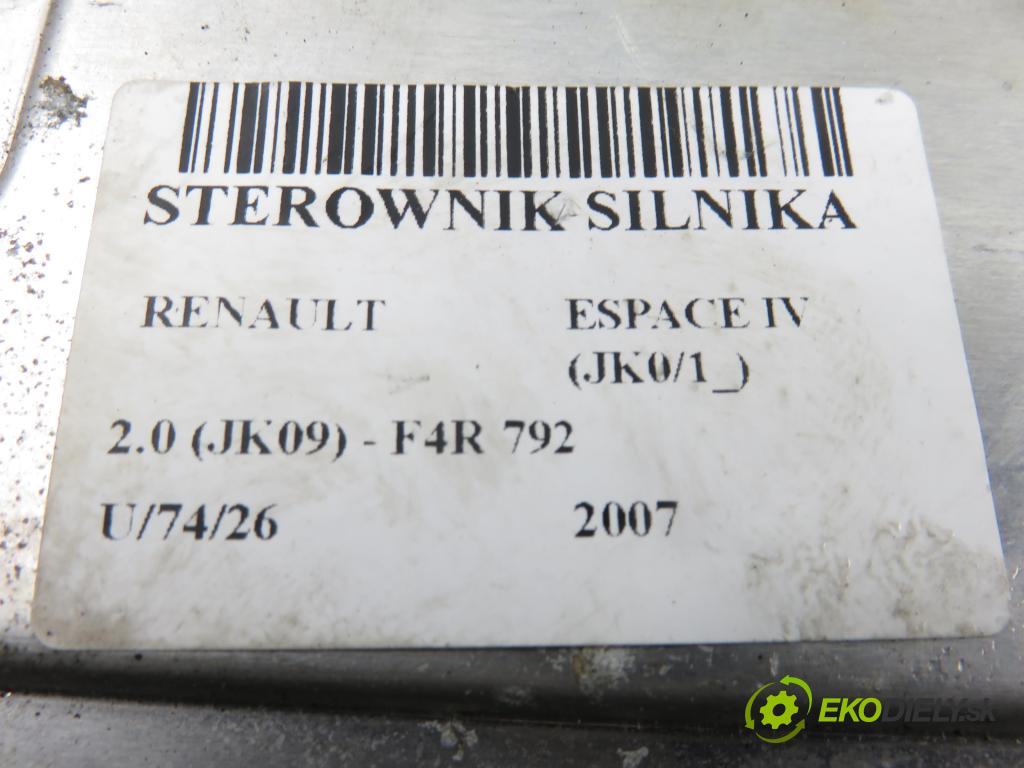 STEROWNIK SILNIKA
RENAULT ESPACE IV
(JK0/1_)
2.0 (JK09) - F4R 792
U/74/26 2007
EKODIELY.sk